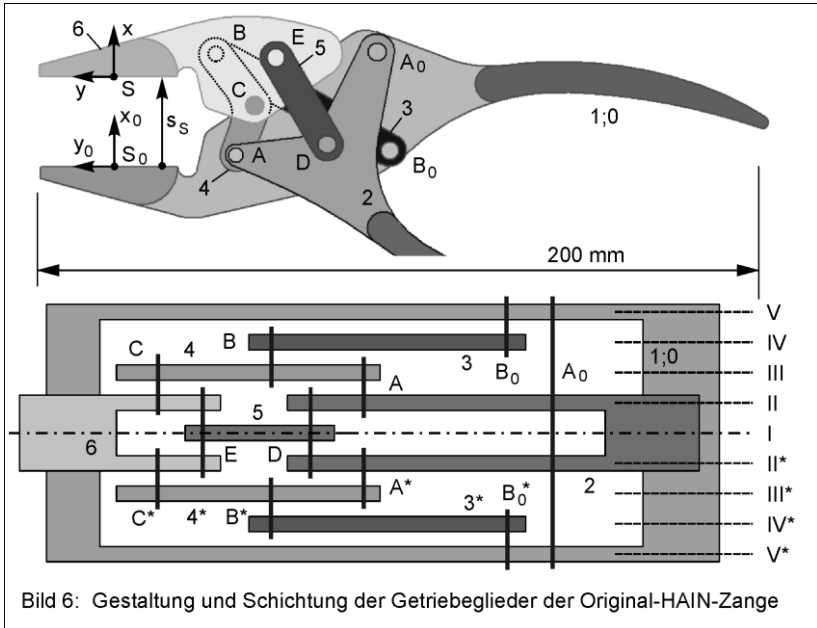 6
x
B
E
5
A₀
y
S
C
3
x₀
sS
1;0
y₀
S₀
A
D
B₀
4
2
200 mm
V
C
4
B
IV
3
B₀
A₀
1;0
III
A
II
5
I
6
E
D
II*
2
A*
B₀*
III*
C*
4*
B*
3*
IV*
V*
Bild 6: Gestaltung und Schichtung der Getriebeglieder der Original-HAIN-Zange